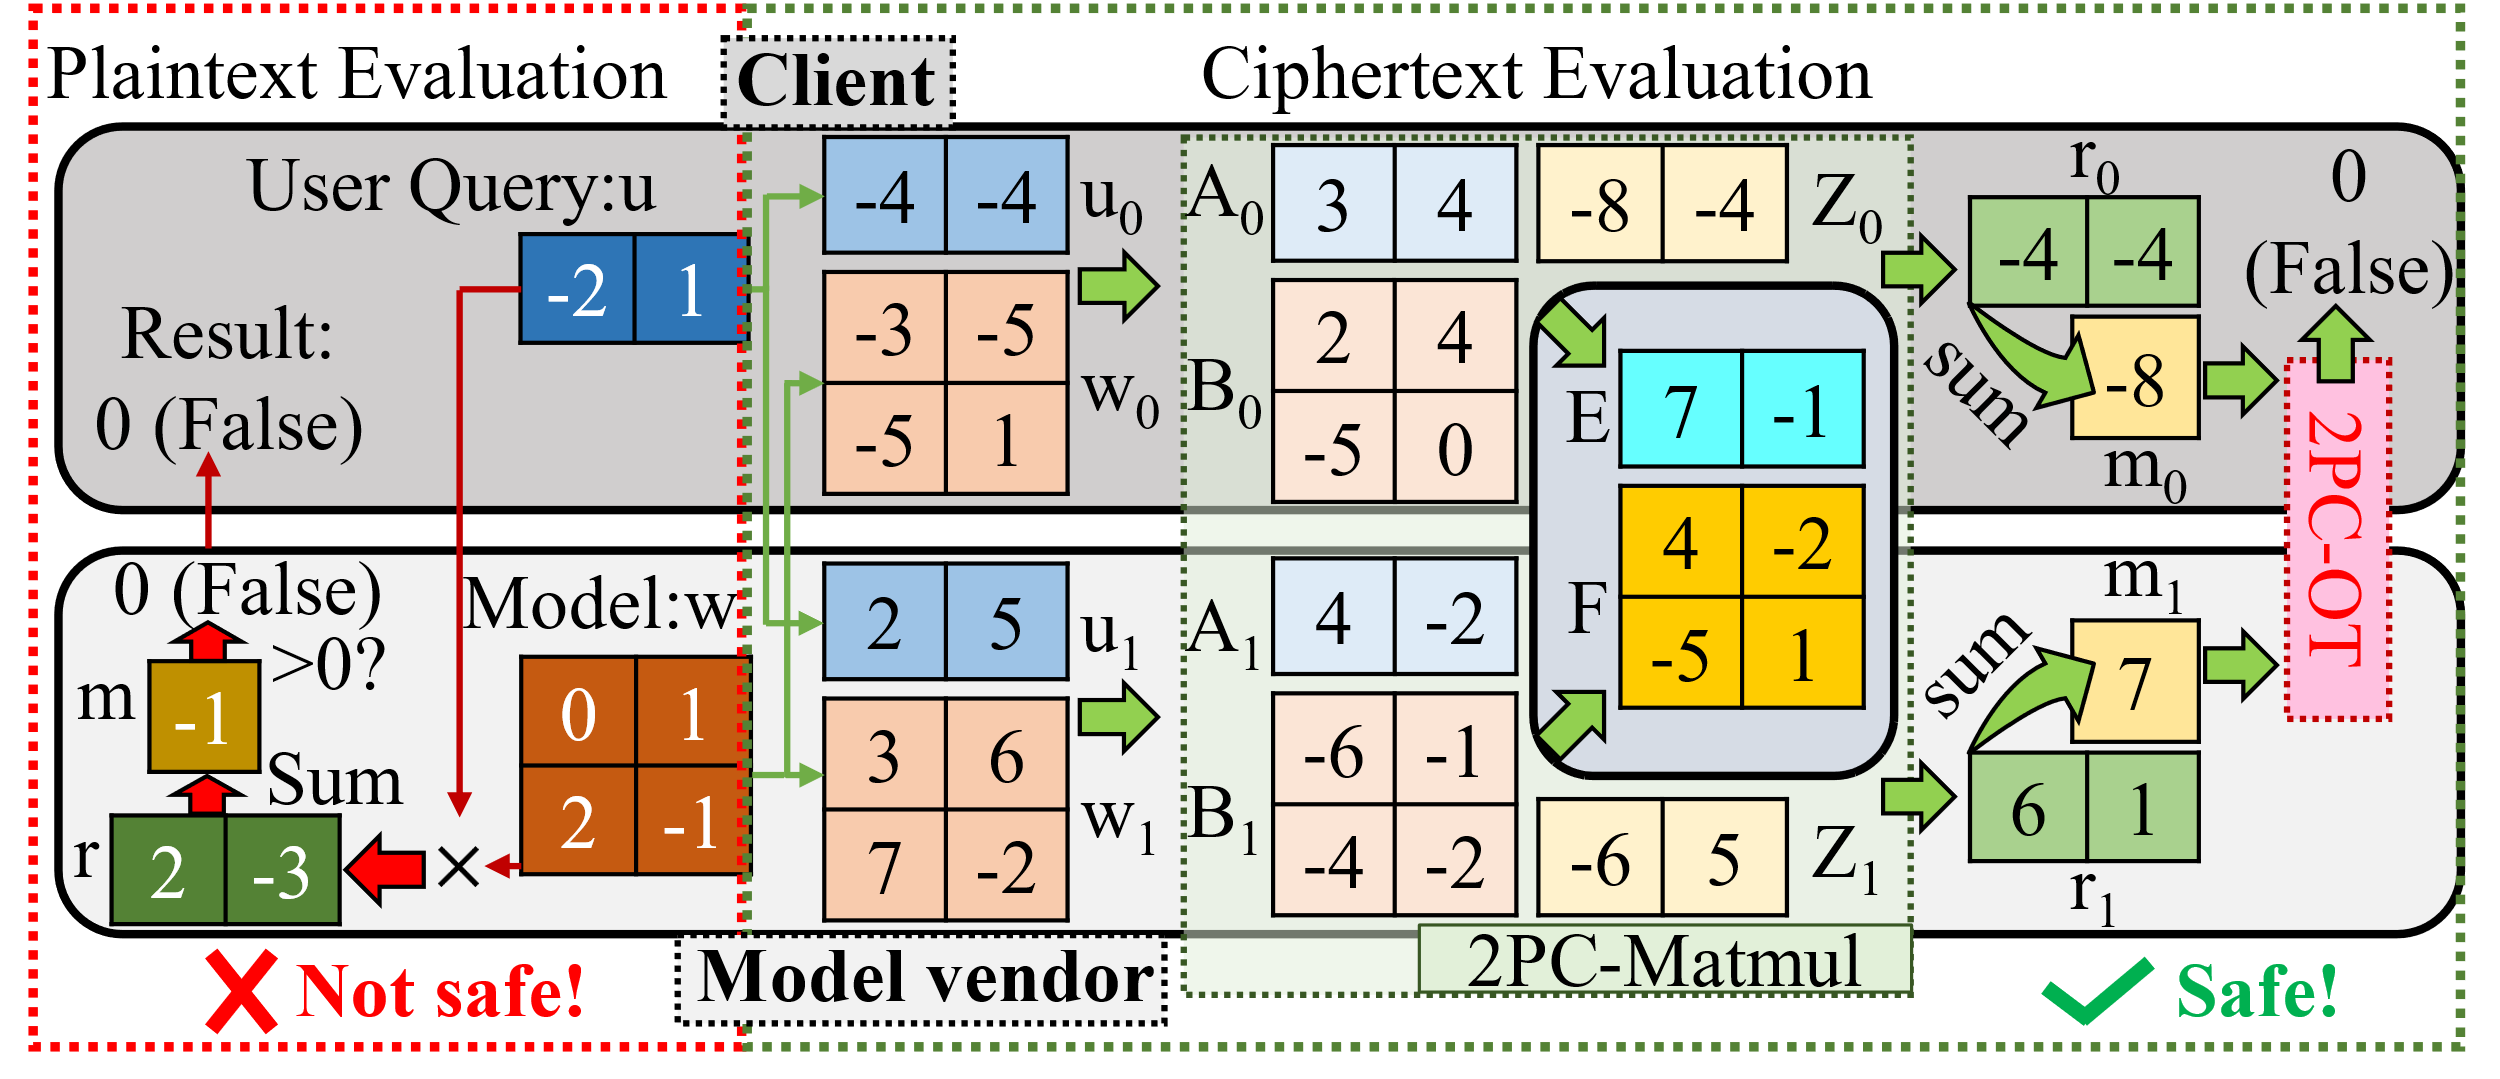 Plaintext Evaluation
Client
Ciphertext Evaluation
User Query:u
-2 1
Result:
0 (False)
-4 -4
u0
-3 -5
-5 1
w0
A0
3 4
-8 -4
Z0
B0
2 4
-5 0
E
7 -1
F
4 -2
-5 1
r0
-4 -4
sum
-8
m0
0
(False)
2PC-OT
0 (False)
>0?
m
-1
Sum
r
2 -3
×
Model:w
0 1
2 -1
2 5
u1
3 6
7 -2
w1
A1
4 -2
B1
-6 -1
-4 -2
-6 5
Z1
m1
7
sum
6 1
r1
Not safe!
Model vendor
2PC-Matmul
Safe!